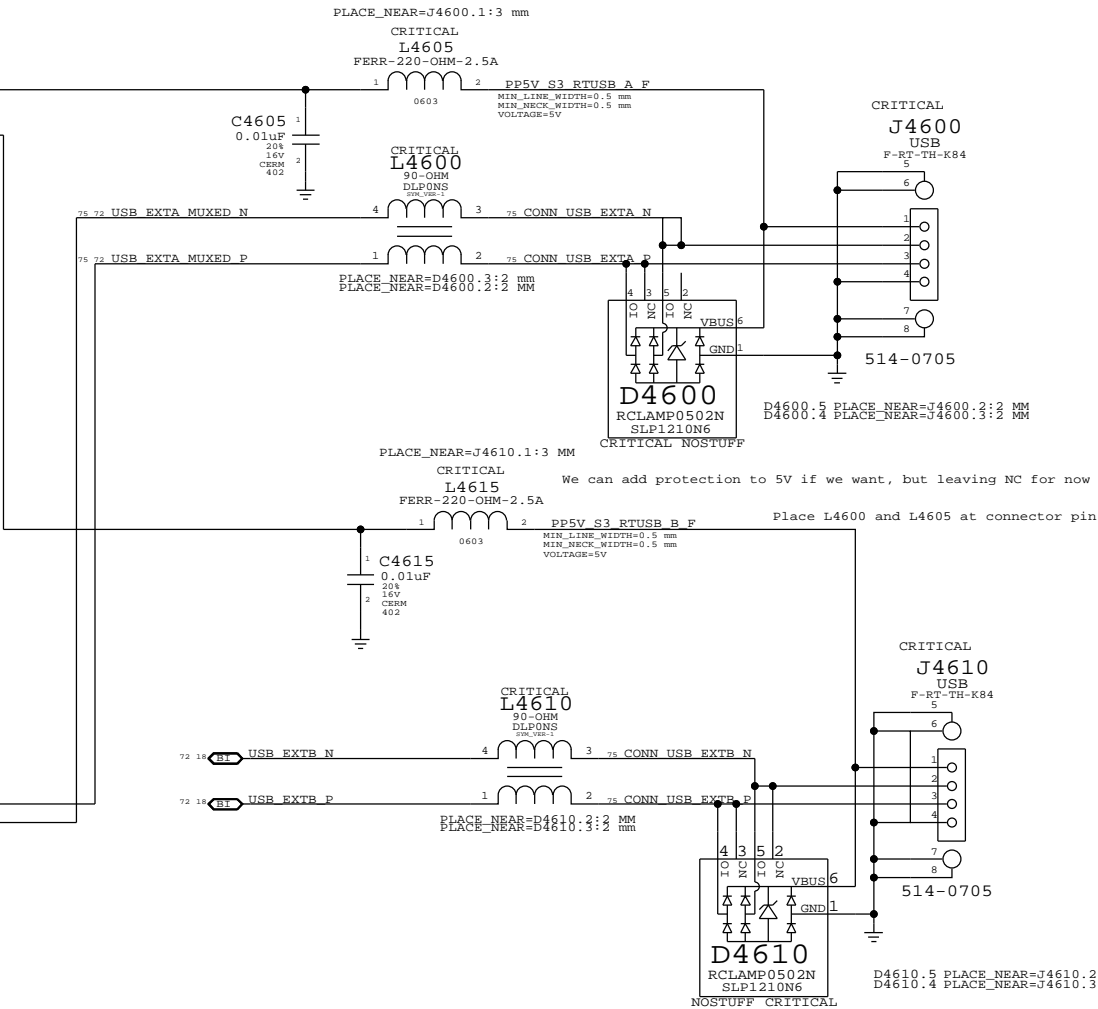 PLACE_NEAR=J4600.1:3 mm
CRITICAL
L4605
FERR-220-OHM-2.5A
1 2 PP5V_S3_RTUSB_A_F
0603
MIN_LINE_WIDTH=0.5 mm
MIN_NECK_WIDTH=0.5 mm
VOLTAGE=5V
C4605 1
0.01uF
20%
16V 2
CERM
402
CRITICAL
L4600
90-OHM
DLP0NS
SYM_VER-1
75 72 USB_EXTA_MUXED_N 4 3 75 CONN_USB_EXTA_N
75 72 USB_EXTA_MUXED_P 1 2 75 CONN_USB_EXTA_P
PLACE_NEAR=D4600.3:2 mm
PLACE_NEAR=D4600.2:2 MM
CRITICAL
J4600
USB
F-RT-TH-K84
5
6
1
2
3
4
7
8
514-0705
4 3 5 2
IO NC IO NC
VBUS 6
GND 1
D4600
RCLAMP0502N
SLP1210N6
CRITICAL NOSTUFF
D4600.5 PLACE_NEAR=J4600.2:2 MM
D4600.4 PLACE_NEAR=J4600.3:2 MM
We can add protection to 5V if we want, but leaving NC for now
Place L4600 and L4605 at connector pin
PLACE_NEAR=J4610.1:3 MM
CRITICAL
L4615
FERR-220-OHM-2.5A
1 2 PP5V_S3_RTUSB_B_F
0603
MIN_LINE_WIDTH=0.5 mm
MIN_NECK_WIDTH=0.5 mm
VOLTAGE=5V
1 C4615
0.01uF
20%
16V
2 CERM
402
CRITICAL
L4610
90-OHM
DLP0NS
SYM_VER-1
72 18 BI USB_EXTB_N 4 3 75 CONN_USB_EXTB_N
72 18 BI USB_EXTB_P 1 2 75 CONN_USB_EXTB_P
PLACE_NEAR=D4610.2:2 MM
PLACE_NEAR=D4610.3:2 mm
CRITICAL
J4610
USB
F-RT-TH-K84
5
6
1
2
3
4
7
8
514-0705
4 3 5 2
IO NC IO NC
VBUS 6
GND 1
D4610
RCLAMP0502N
SLP1210N6
NOSTUFF CRITICAL
D4610.5 PLACE_NEAR=J4610.2
D4610.4 PLACE_NEAR=J4610.3